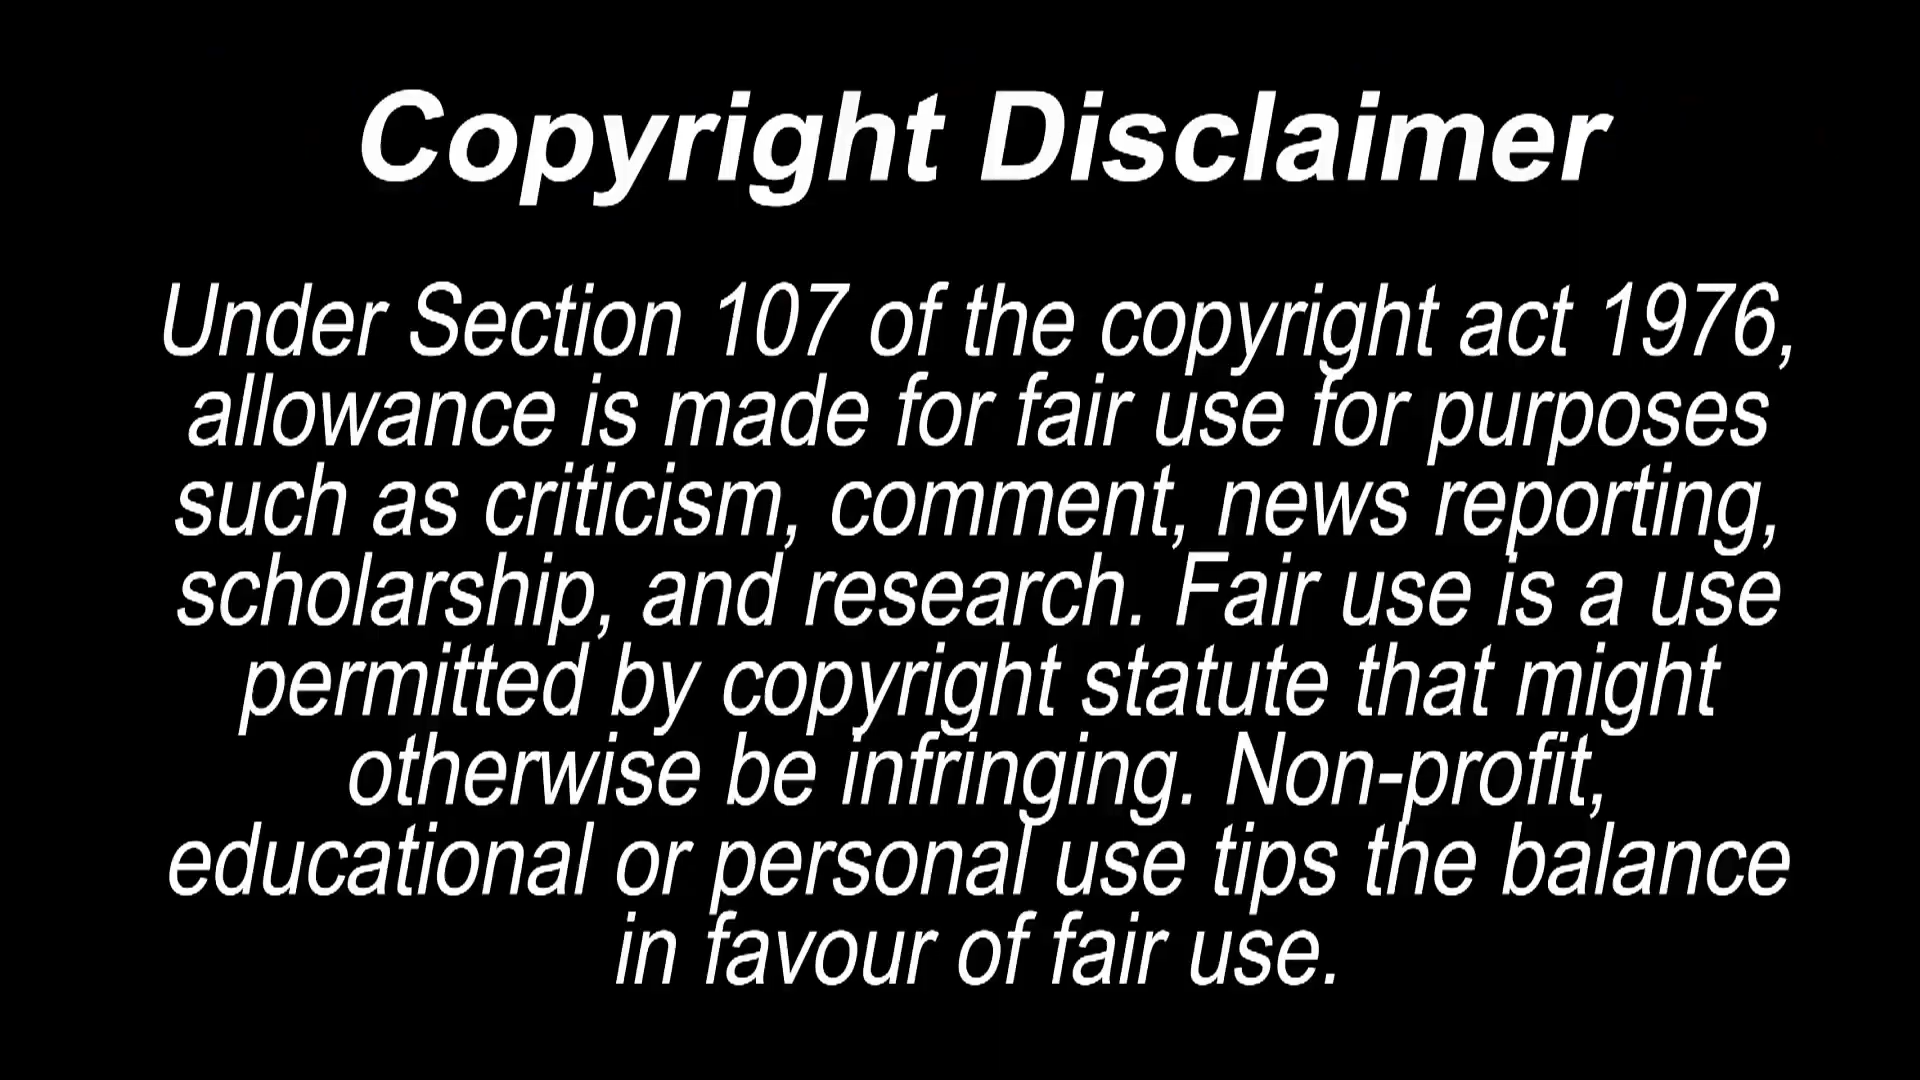 Copyright Disclaimer
Under Section 107 of the copyright act 1976,
allowance is made for fair use for purposes
such as criticism, comment, news reporting,
scholarship, and research. Fair use is a use
permitted by copyright statute that might
otherwise be infringing. Non-profit,
educational or personal use tips the balance
in favour of fair use.